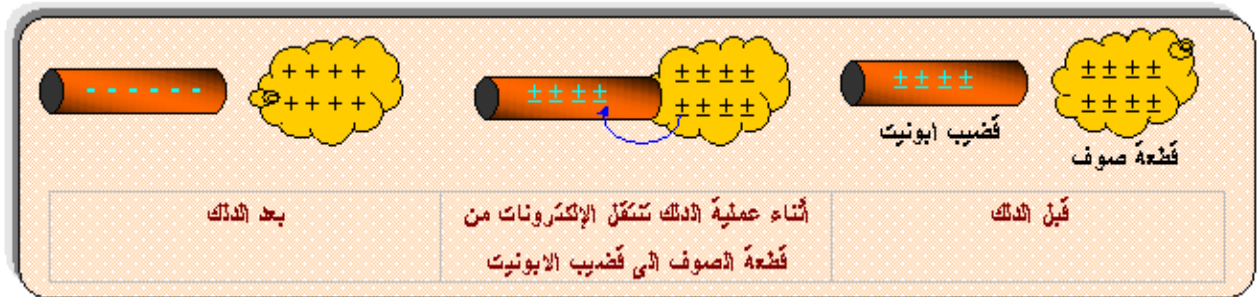 قضيب ابونيت
قطعة صوف
قبل الدلك
أثناء عملية الدلك تنتقل الإلكترونات من
قطعة الصوف الى قضيب الابونيت
بعد الدلك
± ± ± ±
± ± ± ±
± ± ± ±
± ± ± ±
± ± ± ±
± ± ± ±
+ + + +
+ + + +
- - - - - -